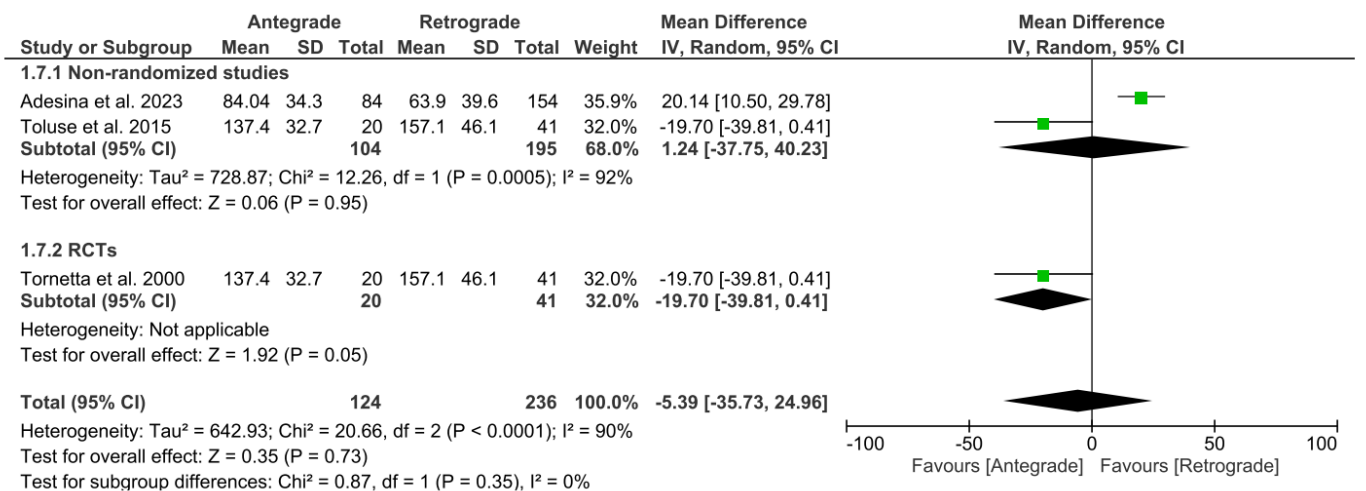 Antegrade Retrograde Mean Difference Mean Difference
Study or Subgroup Mean SD Total Mean SD Total Weight IV, Random, 95% CI IV, Random, 95% CI
1.7.1 Non-randomized studies
Adesina et al. 2023 84.04 34.3 84 63.9 39.6 154 35.9% 20.14 [10.50, 29.78]
Toluse et al. 2015 137.4 32.7 20 157.1 46.1 41 32.0% -19.70 [-39.81, 0.41]
Subtotal (95% CI) 104 195 68.0% 1.24 [-37.75, 40.23]
Heterogeneity: Tau² = 728.87; Chi² = 12.26, df = 1 (P = 0.0005); I² = 92%
Test for overall effect: Z = 0.06 (P = 0.95)
1.7.2 RCTs
Tornetta et al. 2000 137.4 32.7 20 157.1 46.1 41 32.0% -19.70 [-39.81, 0.41]
Subtotal (95% CI) 20 41 32.0% -19.70 [-39.81, 0.41]
Heterogeneity: Not applicable
Test for overall effect: Z = 1.92 (P = 0.05)
Total (95% CI) 124 236 100.0% -5.39 [-35.73, 24.96]
Heterogeneity: Tau² = 642.93; Chi² = 20.66, df = 2 (P < 0.0001); I² = 90%
Test for overall effect: Z = 0.35 (P = 0.73)
Test for subgroup differences: Chi² = 0.87, df = 1 (P = 0.35), I² = 0%
-100 -50 0 50 100
Favours [Antegrade] Favours [Retrograde]